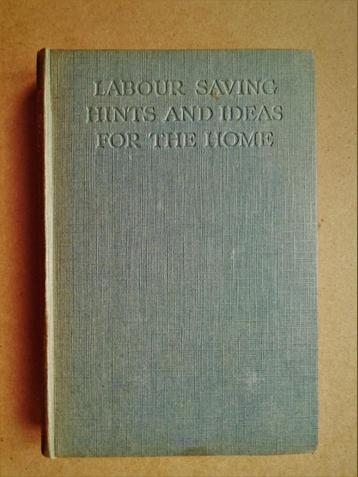 LABOUR SAVING
HINTS AND IDEAS
FOR THE HOME